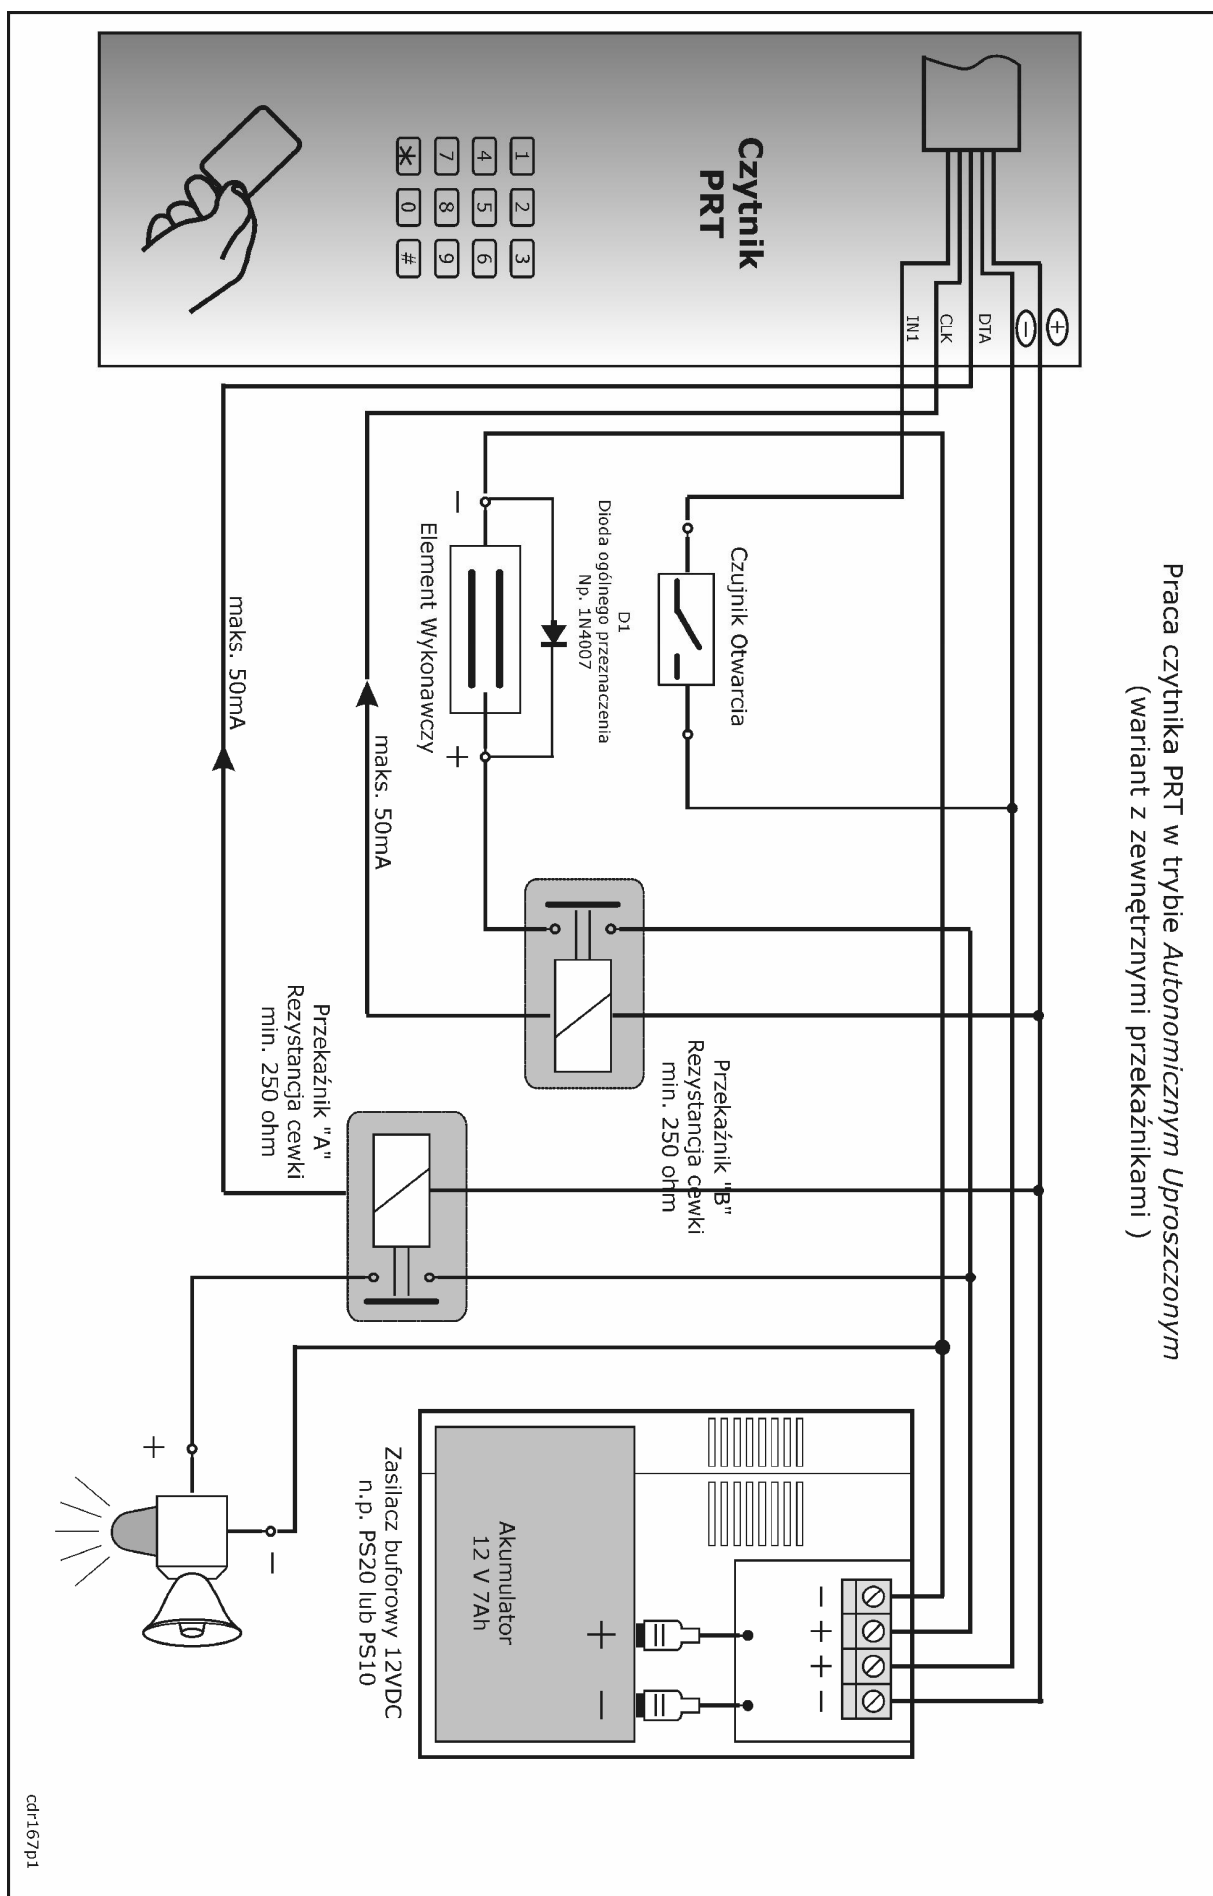 Praca czytnika PRT w trybie Autonomicznym Uproszczonym
(wariant z zewnętrznymi przekaźnikami )
Czytnik
PRT
1 2 3
4 5 6
7 8 9
* 0 #
+
−
DTA
CLK
IN1
Czujnik Otwarcia
D1
Dioda ogólnego przeznaczenia
Np. 1N4007
− +
Element Wykonawczy
maks. 50mA
maks. 50mA
Przekaźnik "B"
Rezystancja cewki
min. 250 ohm
Przekaźnik "A"
Rezystancja cewki
min. 250 ohm
− + + −
+ −
Akumulator
12 V 7Ah
Zasilacz buforowy 12VDC
n.p. PS20 lub PS10
−
+
cdr167p1